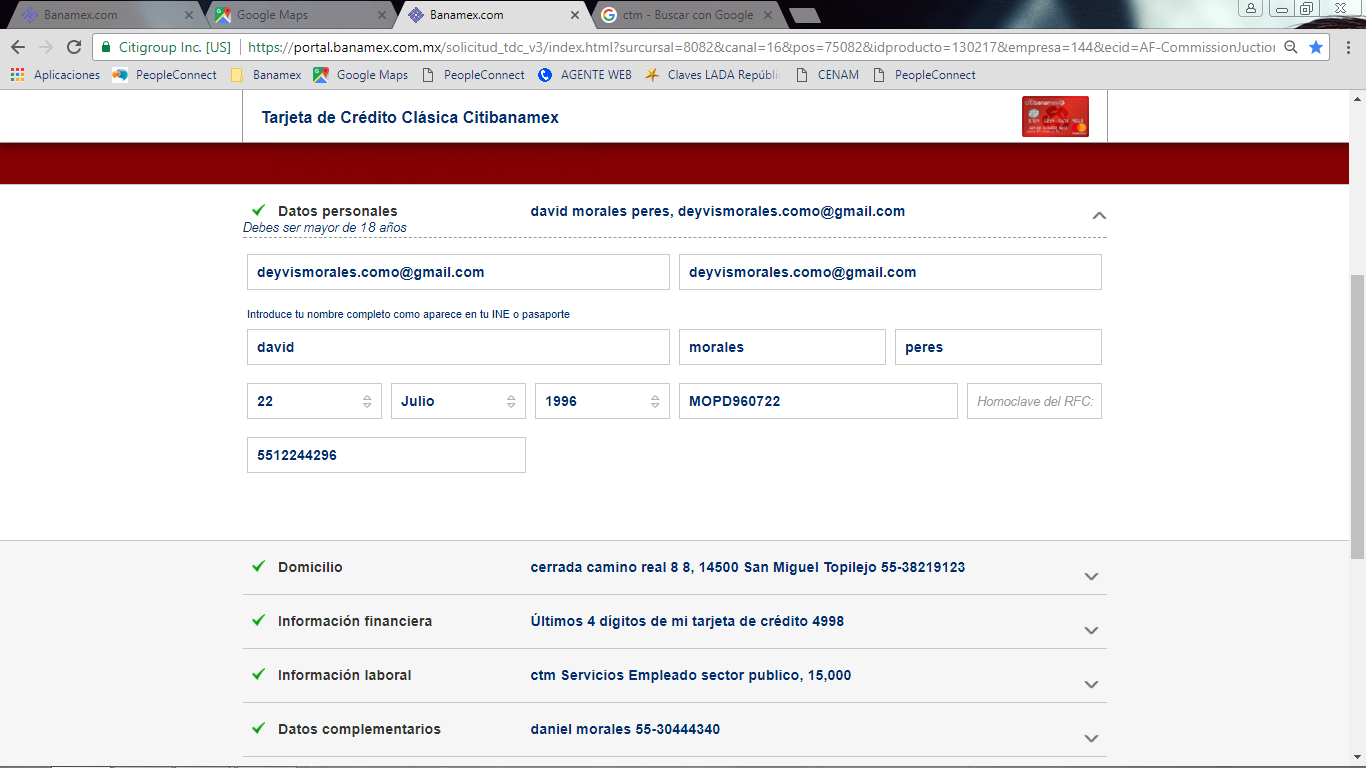 Banamex.com
Google Maps
Banamex.com
ctm - Buscar con Google
Citigroup Inc. [US]
https://portal.banamex.com.mx/solicitud_tdc_v3/index.html?sursursal=8082&canal=16&pos=75082&idproducto=130217&empresa=144&ecid=AF-CommissionJuction
Aplicaciones
PeopleConnect
Banamex
Google Maps
PeopleConnect
AGENTE WEB
Claves LADA Repúblic
CENAM
PeopleConnect
Tarjeta de Crédito Clásica Citibanamex
citibanamex
Datos personales
david morales peres, deyvismorales.como@gmail.com
Debes ser mayor de 18 años
deyvismorales.como@gmail.com
deyvismorales.como@gmail.com
Introduce tu nombre completo como aparece en tu INE o pasaporte
david
morales
peres
22
Julio
1996
MOPD960722
Homoclave del RFC:
5512244296
Domicilio
cerrada camino real 8 8, 14500 San Miguel Topilejo 55-38219123
Información financiera
Últimos 4 dígitos de mi tarjeta de crédito 4998
Información laboral
ctm Servicios Empleado sector publico, 15,000
Datos complementarios
daniel morales 55-30444340